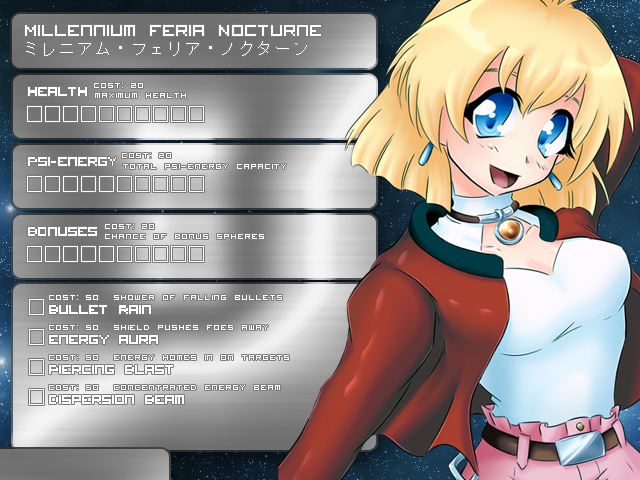 MILLENNIUM FERIA NOCTURNE
ミレニアム・フェリア・ノクターン
HEALTH
COST: 20
MAXIMUM HEALTH
PSI-ENERGY
COST: 20
TOTAL PSI-ENERGY CAPACITY
BONUSES
COST: 20
CHANCE OF BONUS SPHERES
COST: 50 SHOWER OF FALLING BULLETS
BULLET RAIN
COST: 50 SHIELD PUSHES FOES AWAY
ENERGY AURA
COST: 50 ENERGY HOMES IN ON TARGETS
PIERCING BLAST
COST: 50 CONCENTRATED ENERGY BEAM
DISPERSION BEAM